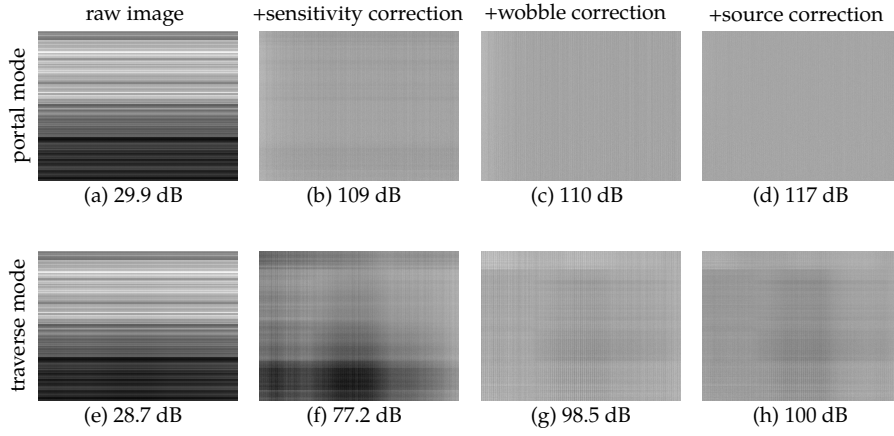 raw image +sensitivity correction +wobble correction +source correction
portal mode
(a) 29.9 dB (b) 109 dB (c) 110 dB (d) 117 dB
traverse mode
(e) 28.7 dB (f) 77.2 dB (g) 98.5 dB (h) 100 dB